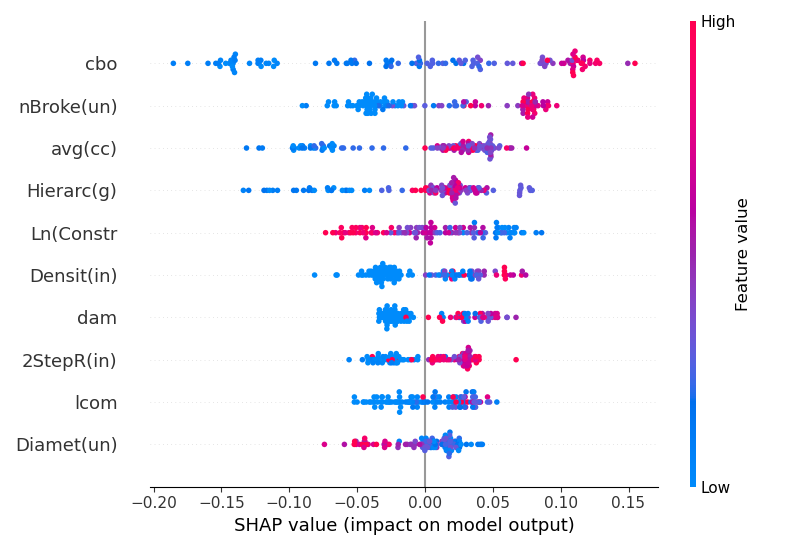 High
cbo
nBroke(un)
avg(cc)
Hierarc(g)
Ln(Constr
Densit(in)
dam
2StepR(in)
lcom
Diamet(un)
Feature value
Low
−0.20 −0.15 −0.10 −0.05 0.00 0.05 0.10 0.15
SHAP value (impact on model output)